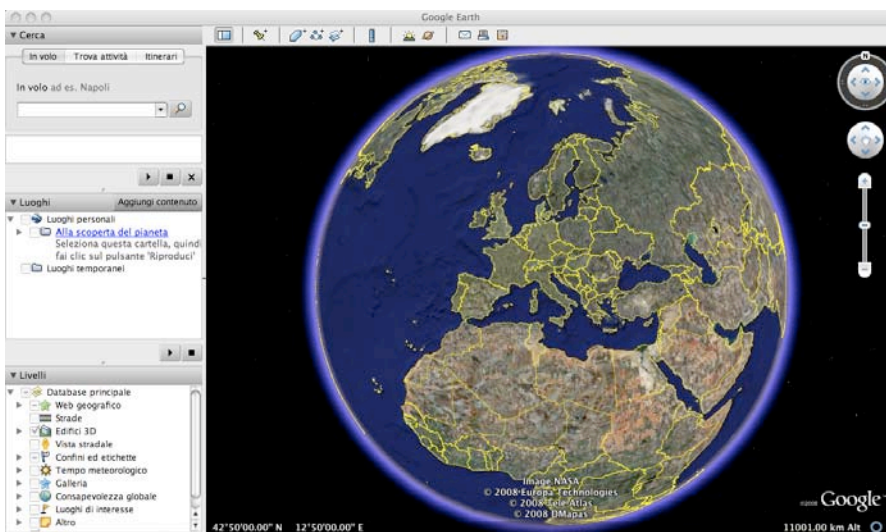 Google Earth
▼ Cerca
In volo Trova attività Itinerari
In volo ad es. Napoli
▼ Luoghi Aggiungi contenuto
Luoghi personali
Alla scoperta del pianeta
Seleziona questa cartella, quindi
fai clic sul pulsante 'Riproduci'
Luoghi temporanei
▼ Livelli
Database principale
Web geografico
Strade
Edifici 3D
Vista stradale
Confini ed etichette
Tempo meteorologico
Galleria
Consapevolezza globale
Luoghi di interesse
Altro
N
Image NASA
© 2008 Europa Technologies
© 2008 Tele Atlas
© 2008 DMapas
Google
42°50'00.00" N 12°50'00.00" E
11001.00 km Alt